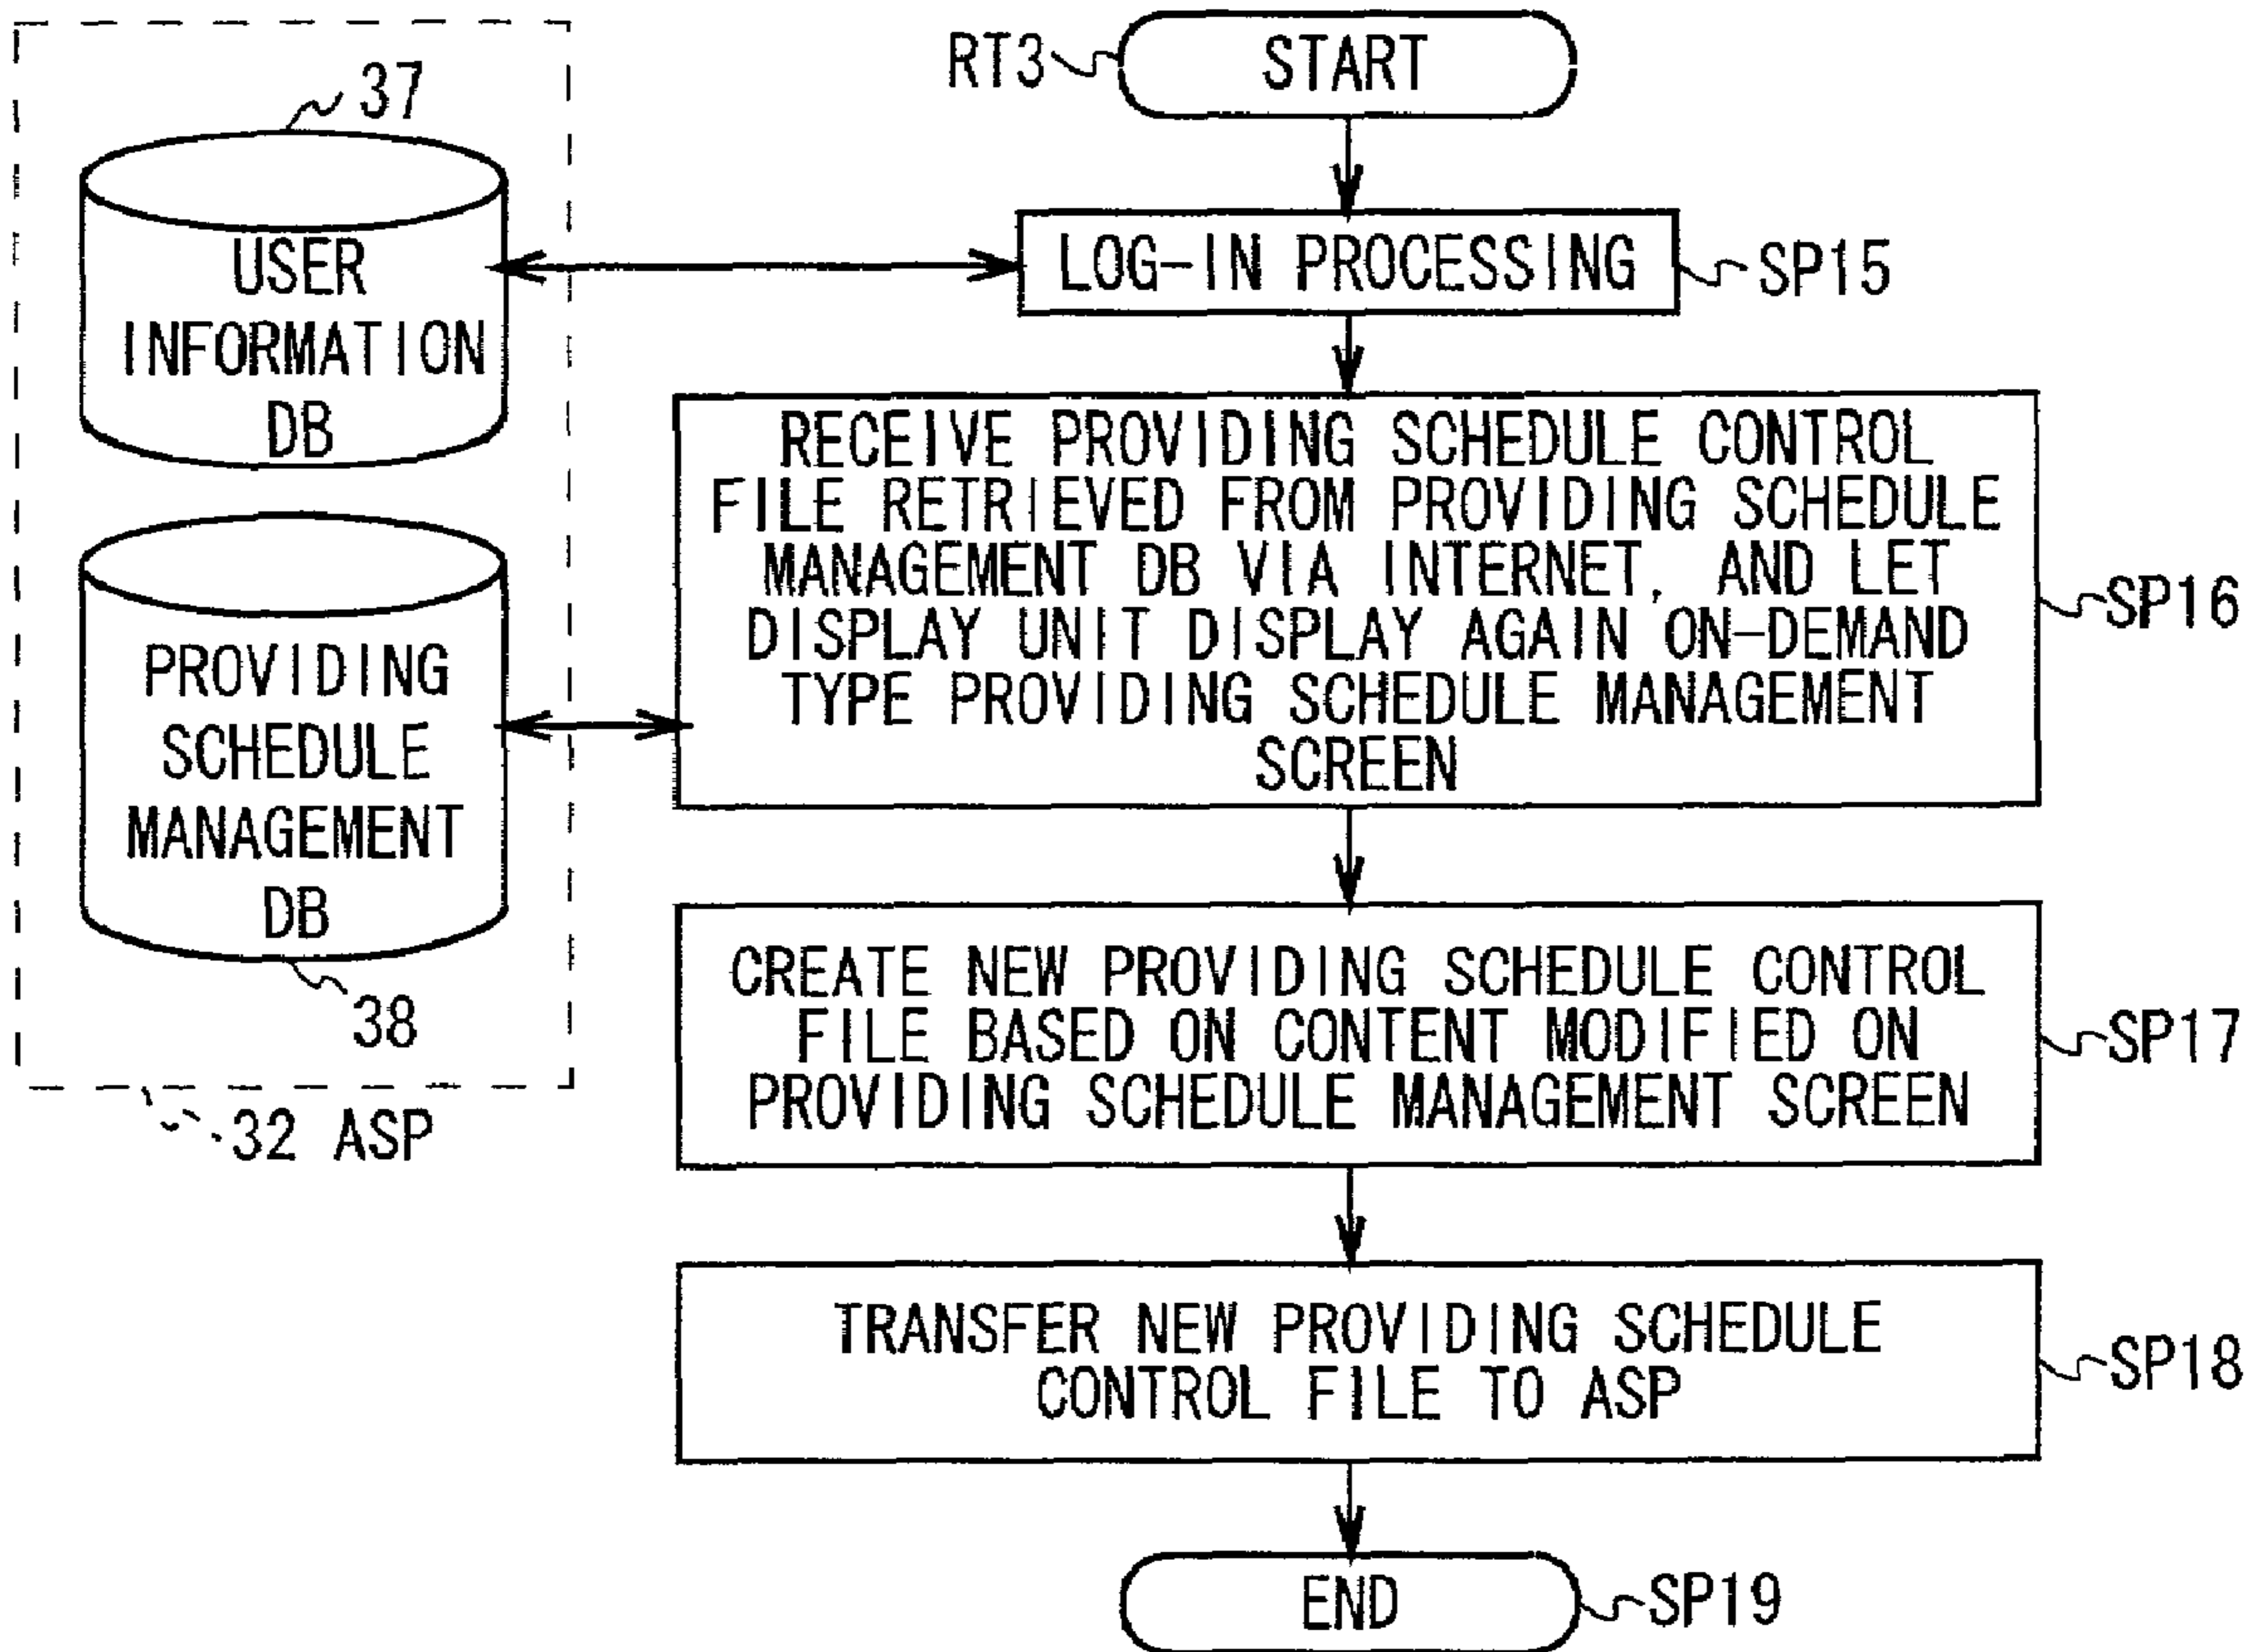 RT3
START
37
USER
INFORMATION
DB
LOG-IN PROCESSING
SP15
RECEIVE PROVIDING SCHEDULE CONTROL
FILE RETRIEVED FROM PROVIDING SCHEDULE
MANAGEMENT DB VIA INTERNET, AND LET
DISPLAY UNIT DISPLAY AGAIN ON-DEMAND
TYPE PROVIDING SCHEDULE MANAGEMENT
SCREEN
SP16
PROVIDING
SCHEDULE
MANAGEMENT
DB
38
32 ASP
CREATE NEW PROVIDING SCHEDULE CONTROL
FILE BASED ON CONTENT MODIFIED ON
PROVIDING SCHEDULE MANAGEMENT SCREEN
SP17
TRANSFER NEW PROVIDING SCHEDULE
CONTROL FILE TO ASP
SP18
END
SP19